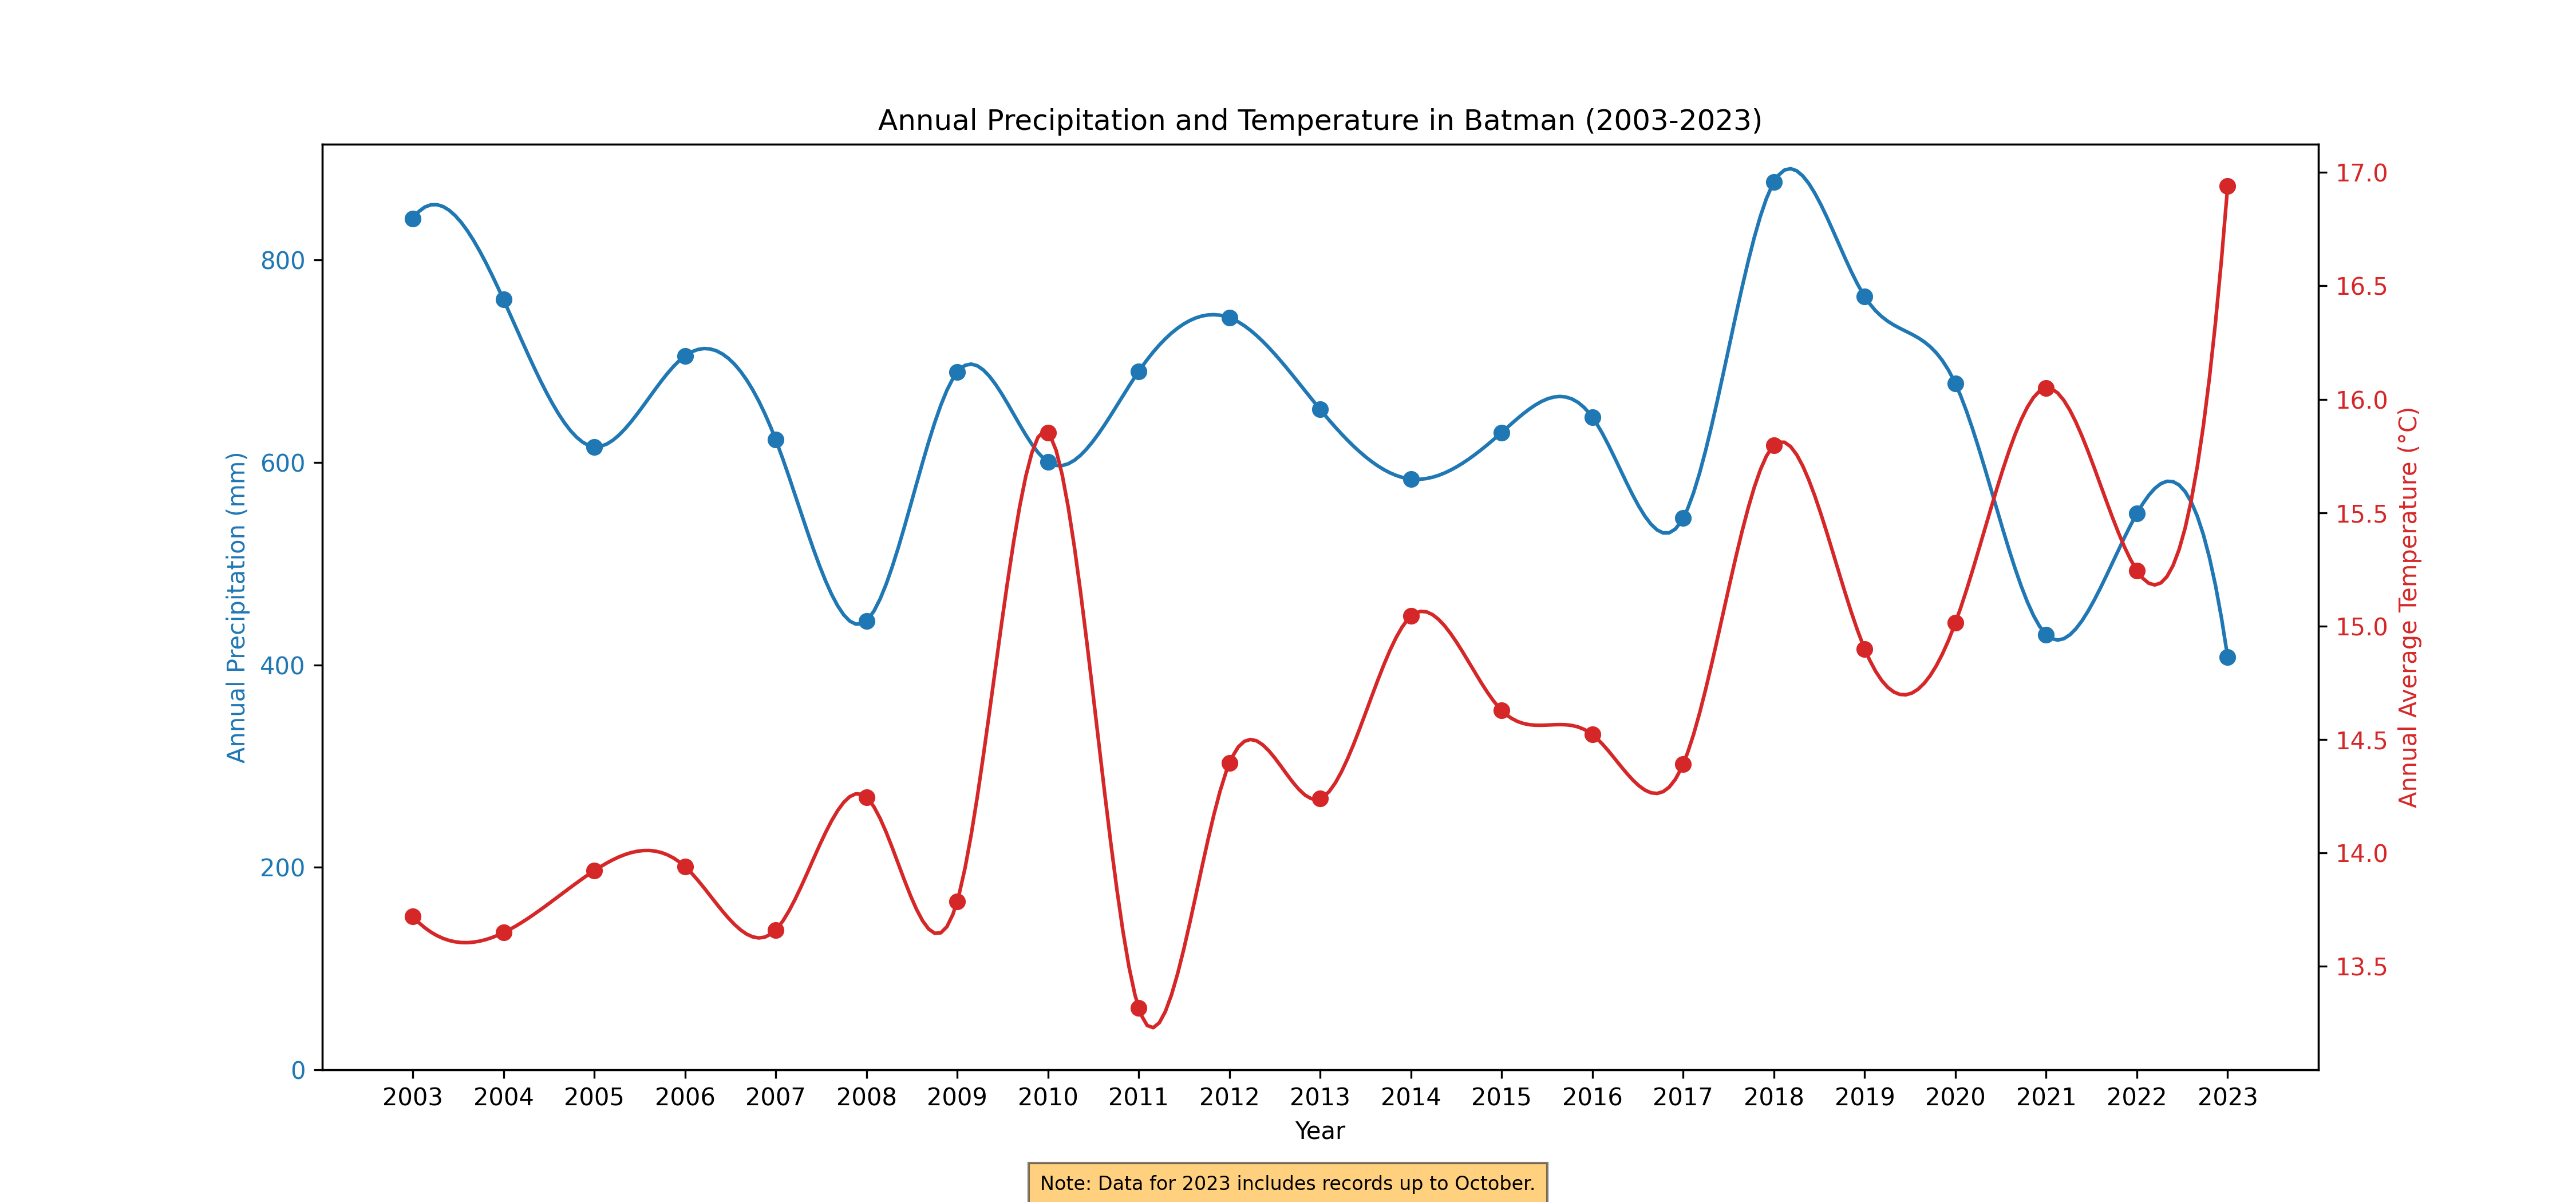 Annual Precipitation and Temperature in Batman (2003-2023)
Annual Precipitation (mm)
800
600
400
200
0
17.0
16.5
16.0
15.5
15.0
14.5
14.0
13.5
Annual Average Temperature (°C)
2003 2004 2005 2006 2007 2008 2009 2010 2011 2012 2013 2014 2015 2016 2017 2018 2019 2020 2021 2022 2023
Year
Note: Data for 2023 includes records up to October.